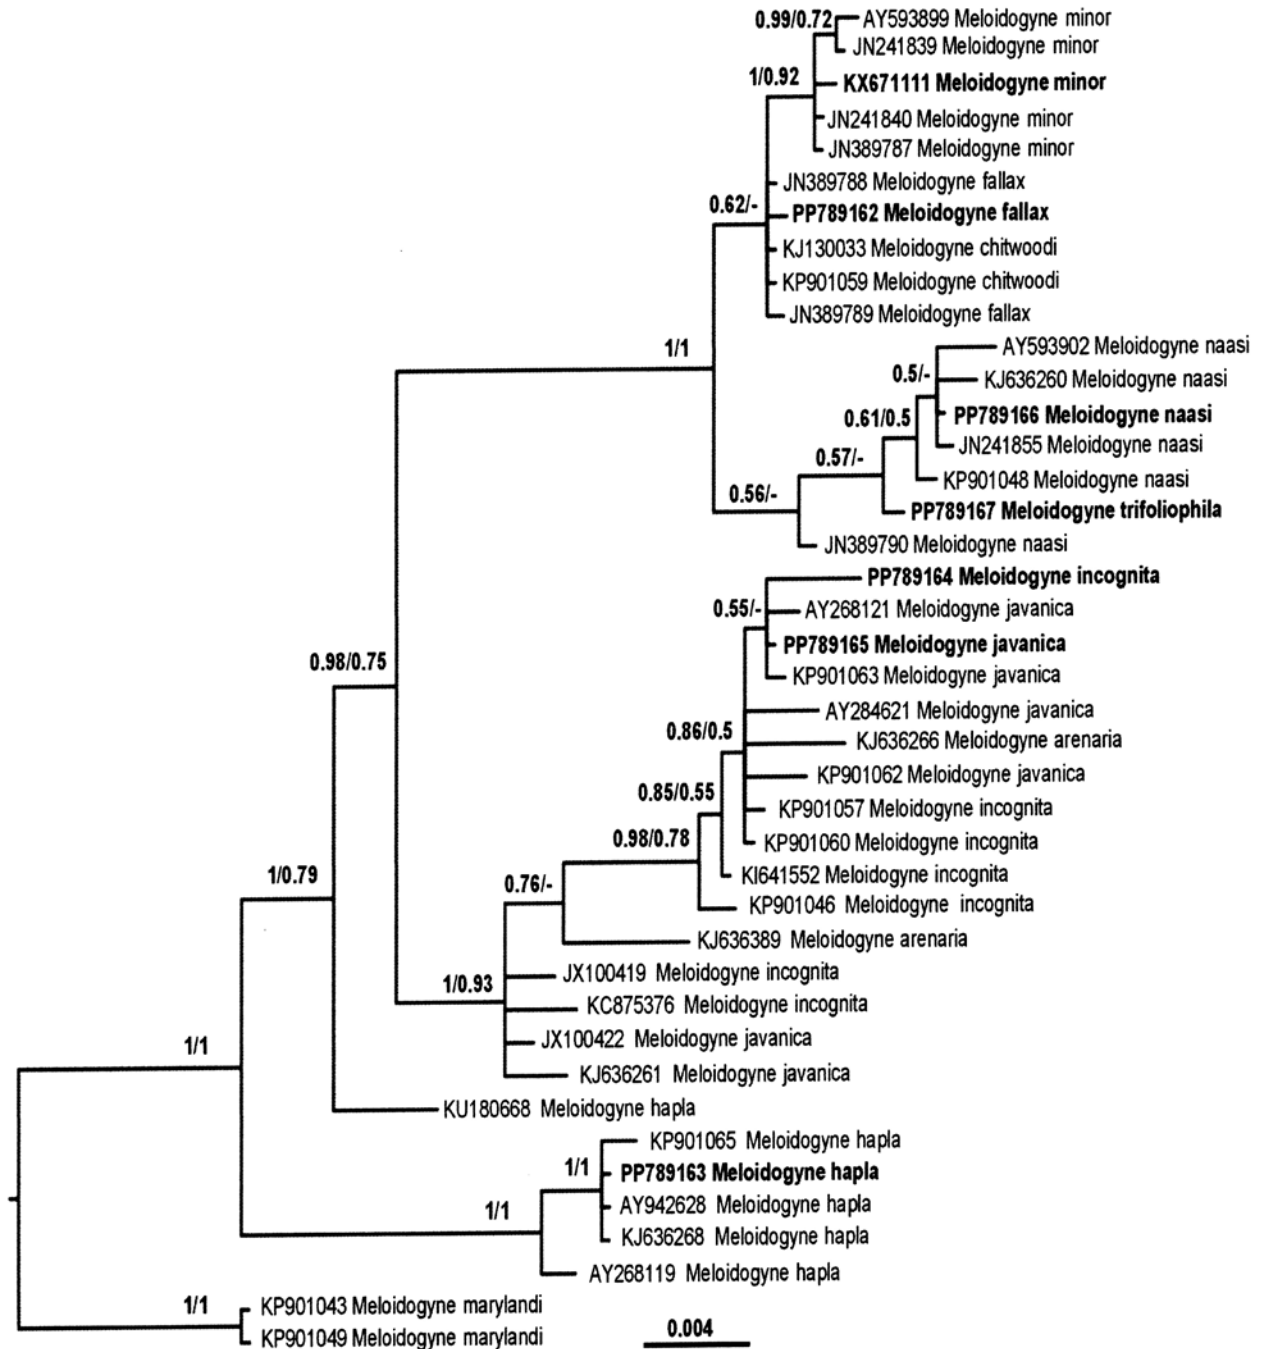 0.99/0.72
AY593899 Meloidogyne minor
JN241839 Meloidogyne minor
1/0.92
KX671111 Meloidogyne minor
JN241840 Meloidogyne minor
JN389787 Meloidogyne minor
JN389788 Meloidogyne fallax
0.62/-
PP789162 Meloidogyne fallax
KJ130033 Meloidogyne chitwoodi
KP901059 Meloidogyne chitwoodi
JN389789 Meloidogyne fallax
1/1
AY593902 Meloidogyne naasi
0.5/-
KJ636260 Meloidogyne naasi
0.61/0.5
PP789166 Meloidogyne naasi
JN241855 Meloidogyne naasi
0.57/-
KP901048 Meloidogyne naasi
0.56/-
PP789167 Meloidogyne trifoliophila
JN389790 Meloidogyne naasi
PP789164 Meloidogyne incognita
0.55/-
AY268121 Meloidogyne javanica
PP789165 Meloidogyne javanica
0.98/0.75
KP901063 Meloidogyne javanica
AY284621 Meloidogyne javanica
0.86/0.5
KJ636266 Meloidogyne arenaria
KP901062 Meloidogyne javanica
0.85/0.55
KP901057 Meloidogyne incognita
0.98/0.78
KP901060 Meloidogyne incognita
1/0.79
KI641552 Meloidogyne incognita
0.76/-
KP901046 Meloidogyne incognita
KJ636389 Meloidogyne arenaria
JX100419 Meloidogyne incognita
1/0.93
KC875376 Meloidogyne incognita
JX100422 Meloidogyne javanica
1/1
KJ636261 Meloidogyne javanica
KU180668 Meloidogyne hapla
KP901065 Meloidogyne hapla
1/1
PP789163 Meloidogyne hapla
AY942628 Meloidogyne hapla
1/1
KJ636268 Meloidogyne hapla
AY268119 Meloidogyne hapla
1/1
KP901043 Meloidogyne marylandi
KP901049 Meloidogyne marylandi
0.004